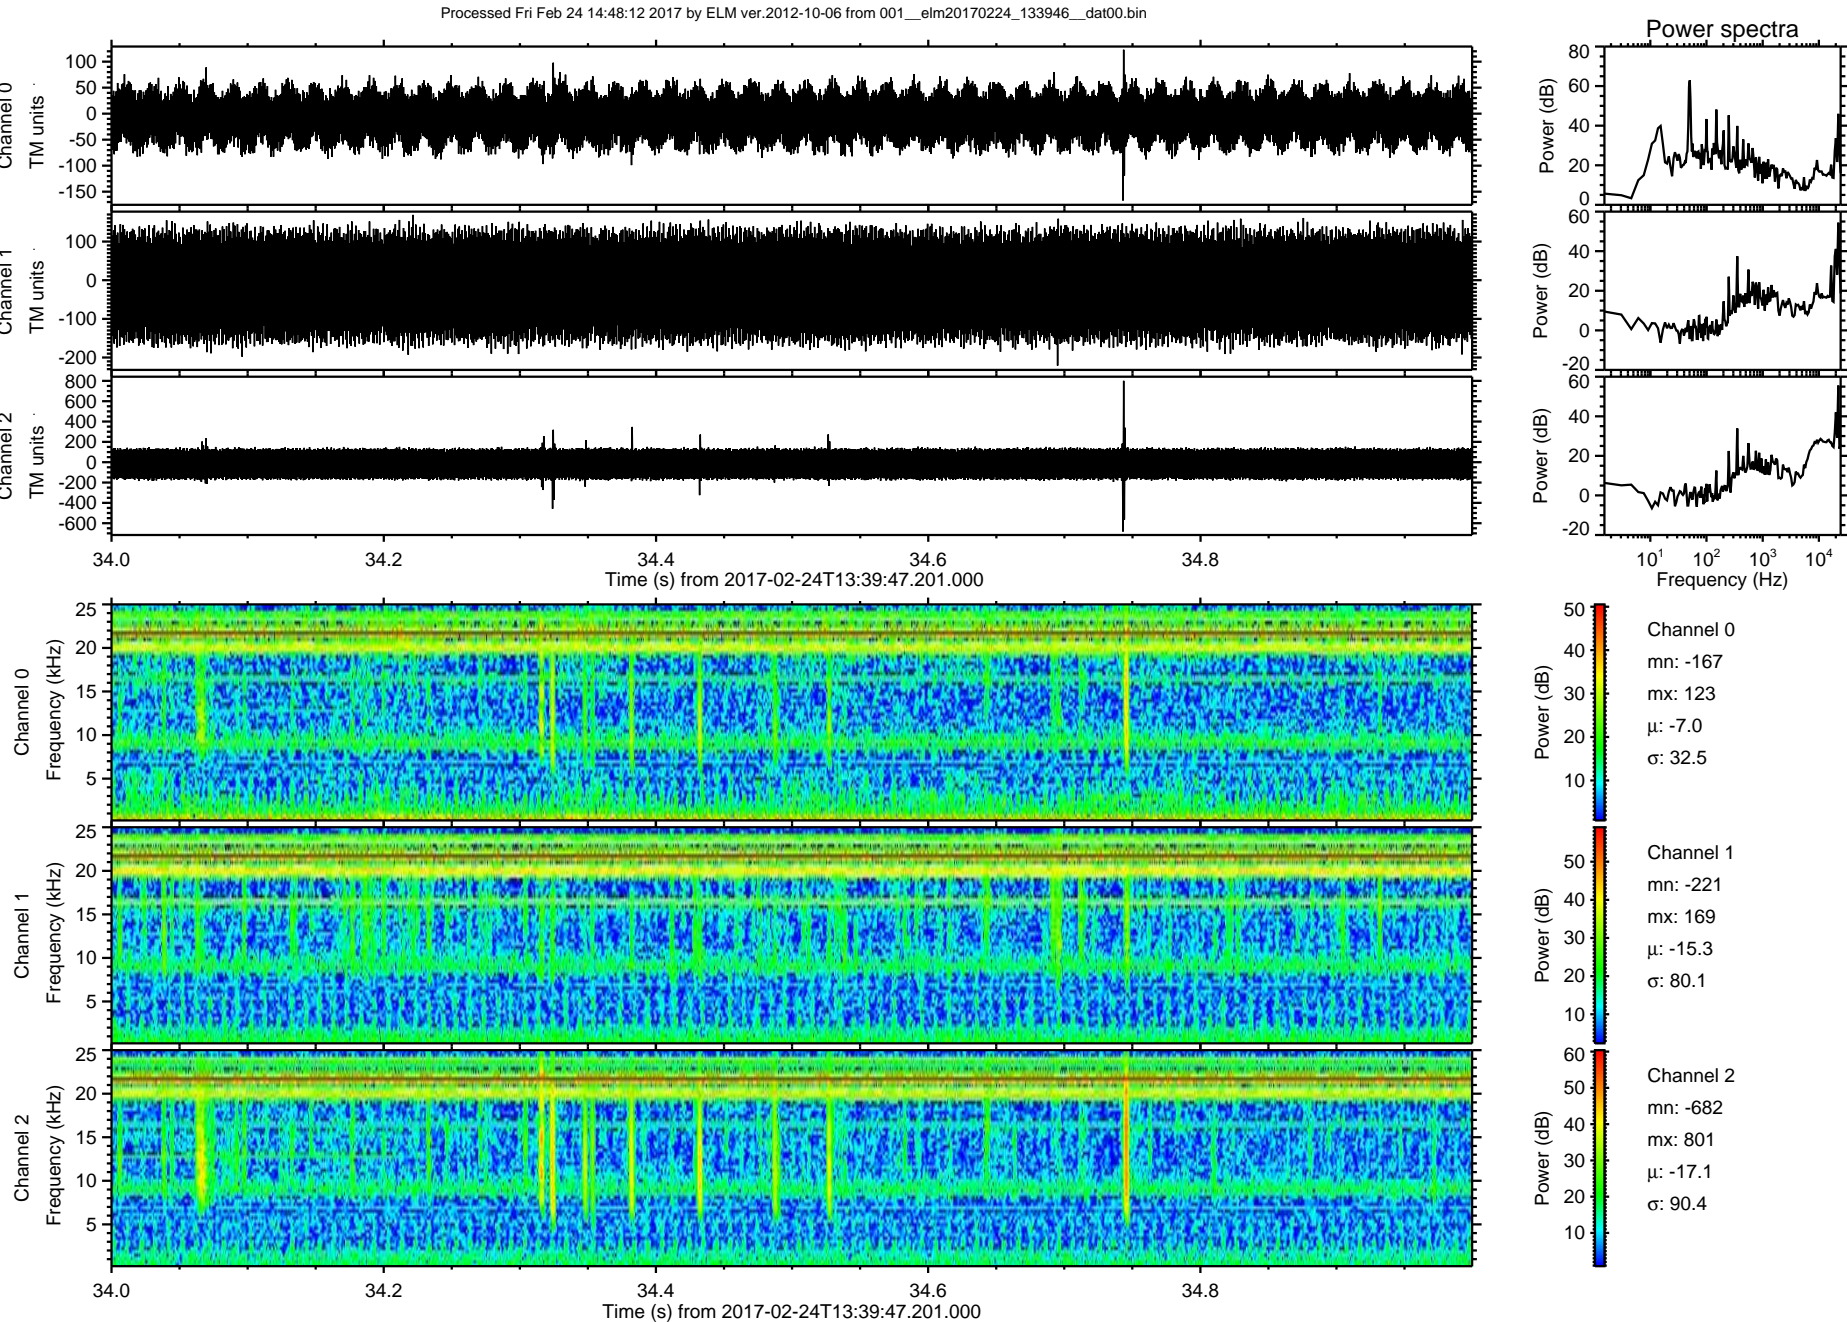 Processed Fri Feb 24 14:48:12 2017 by ELM ver.2012-10-06 from 001__elm20170224_133946__dat00.bin
Power spectra
Channel 0
TM units
100
50
0
-50
-100
-150
Power (dB)
80
60
40
20
0
Channel 1
TM units
100
0
-100
-200
Power (dB)
60
40
20
0
-20
Channel 2
TM units
800
600
400
200
0
-200
-400
-600
Power (dB)
60
40
20
0
-20
34.0 34.2 34.4 34.6 34.8
Time (s) from 2017-02-24T13:39:47.201.000
10¹ 10² 10³ 10⁴
Frequency (Hz)
Channel 0
Frequency (kHz)
25
20
15
10
5
Power (dB)
50
40
30
20
10
Channel 0
mn: -167
mx: 123
μ: -7.0
σ: 32.5
Channel 1
Frequency (kHz)
25
20
15
10
5
Power (dB)
50
40
30
20
10
Channel 1
mn: -221
mx: 169
μ: -15.3
σ: 80.1
Channel 2
Frequency (kHz)
25
20
15
10
5
Power (dB)
60
50
40
30
20
10
Channel 2
mn: -682
mx: 801
μ: -17.1
σ: 90.4
34.0 34.2 34.4 34.6 34.8
Time (s) from 2017-02-24T13:39:47.201.000